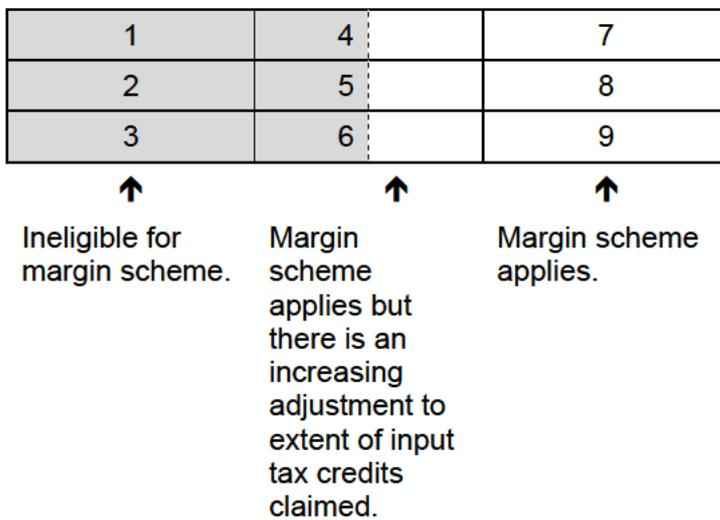 1 4 7
2 5 8
3 6 9
Ineligible for
margin scheme.
Margin
scheme
applies but
there is an
increasing
adjustment to
extent of input
tax credits
claimed.
Margin scheme
applies.